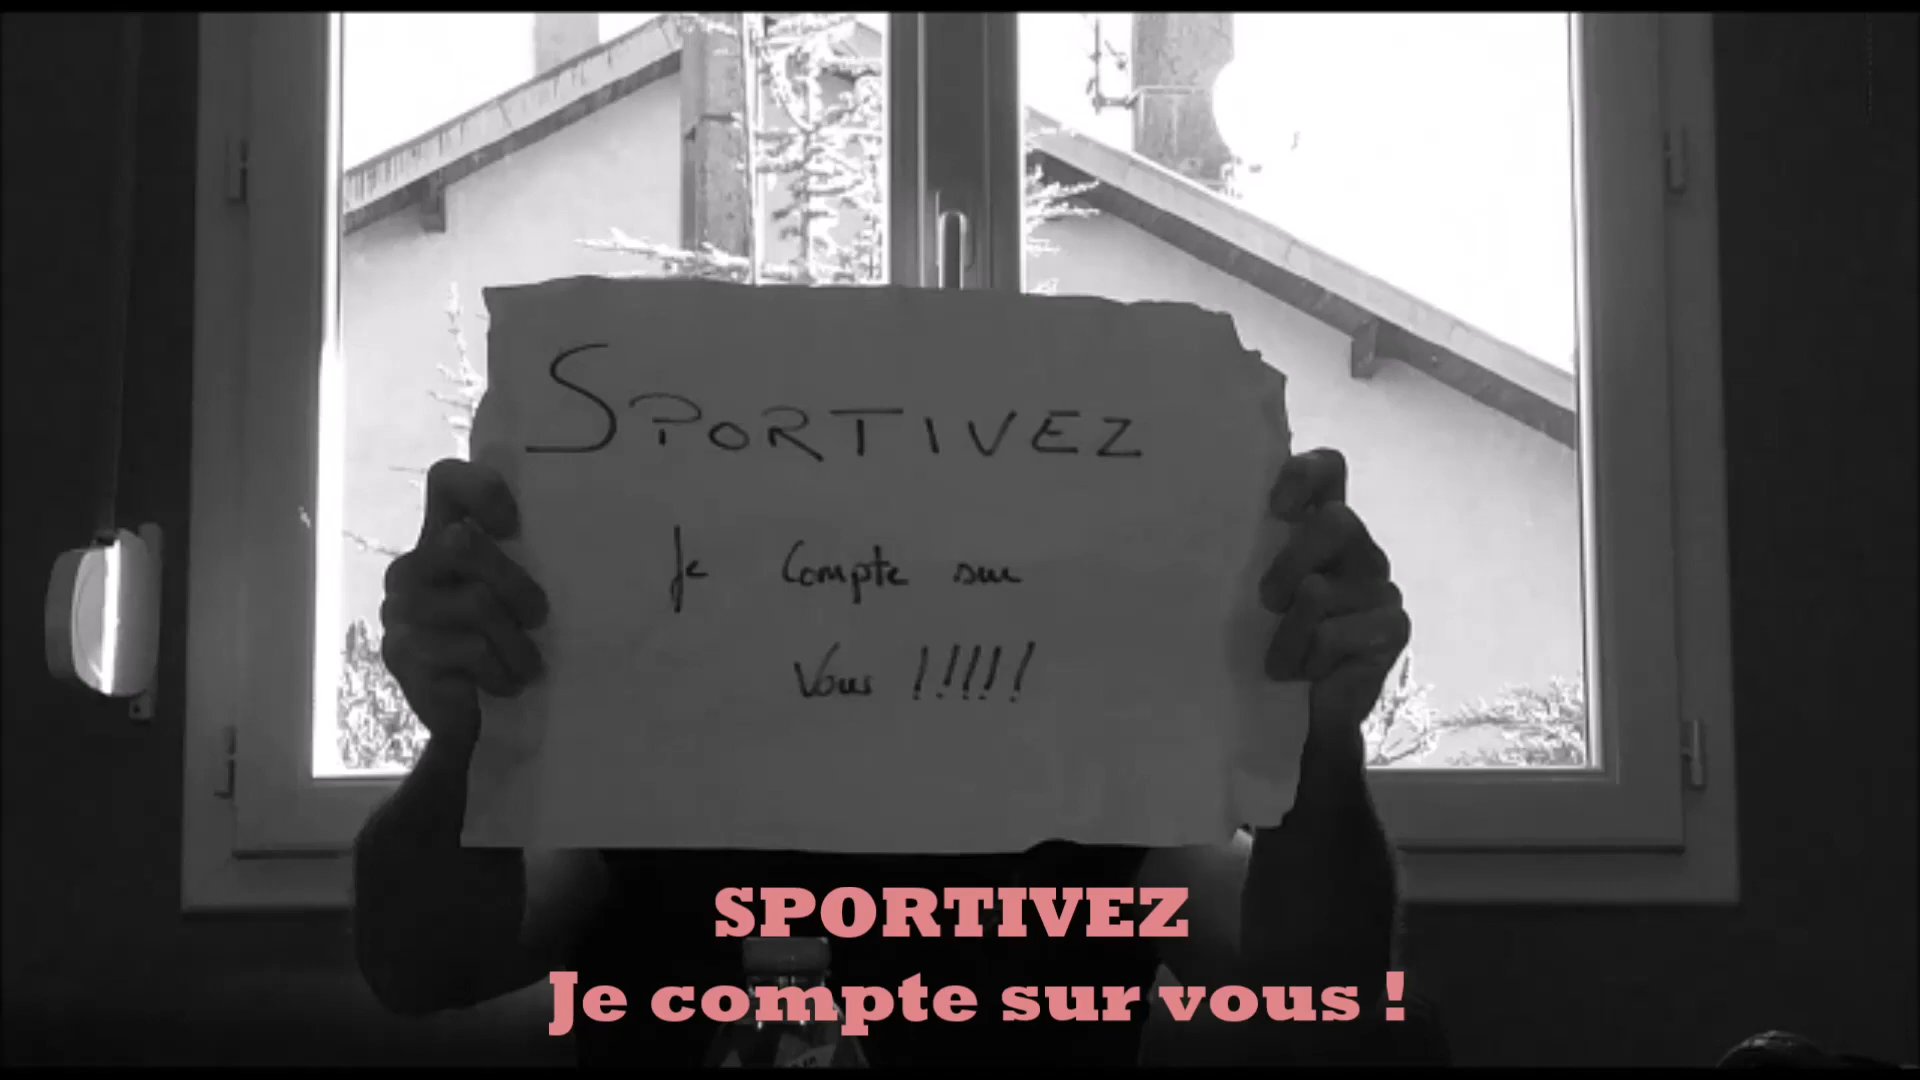 SPORTIVEZ
Je Compte sur
Vous !!!!!
SPORTIVEZ
Je compte sur vous !